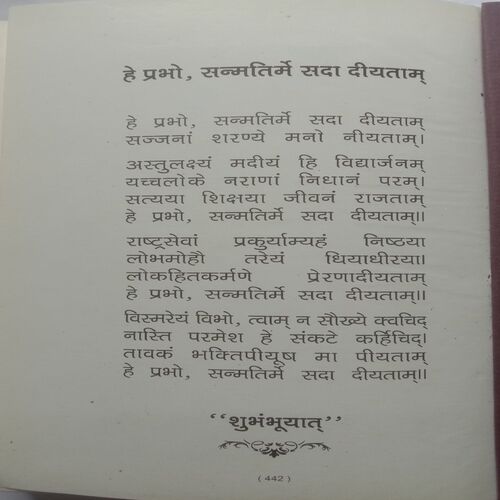 हे प्रभो, सन्मतिर्मे सदा दीयताम्
हे प्रभो, सन्मतिर्मे सदा दीयताम्
सज्जनां शरण्ये मनो नीयताम्।
अस्तुलक्ष्यं मदीयं हि विद्यार्जनम्
यच्चलोके नराणां निधानं परम्।
सत्यया शिक्षया जीवनं राजताम्
हे प्रभो, सन्मतिर्मे सदा दीयताम्॥
राष्ट्रसेवां प्रकुर्याम्यहं निष्ठया
लोभमोहौ तरेयं धियाधीरया।
लोकहितकर्मणे प्रेरणादीयताम्
हे प्रभो, सन्मतिर्मे सदा दीयताम्॥
विस्मरेयं विभो, त्वाम् न सौख्ये क्वचिद्
नास्ति परमेश हे संकटे कर्हिचिद्।
तावकं भक्तिपीयूष मा पीयताम्
हे प्रभो, सन्मतिर्मे सदा दीयताम्॥
‘‘शुभंभूयात्’’
( 442 )